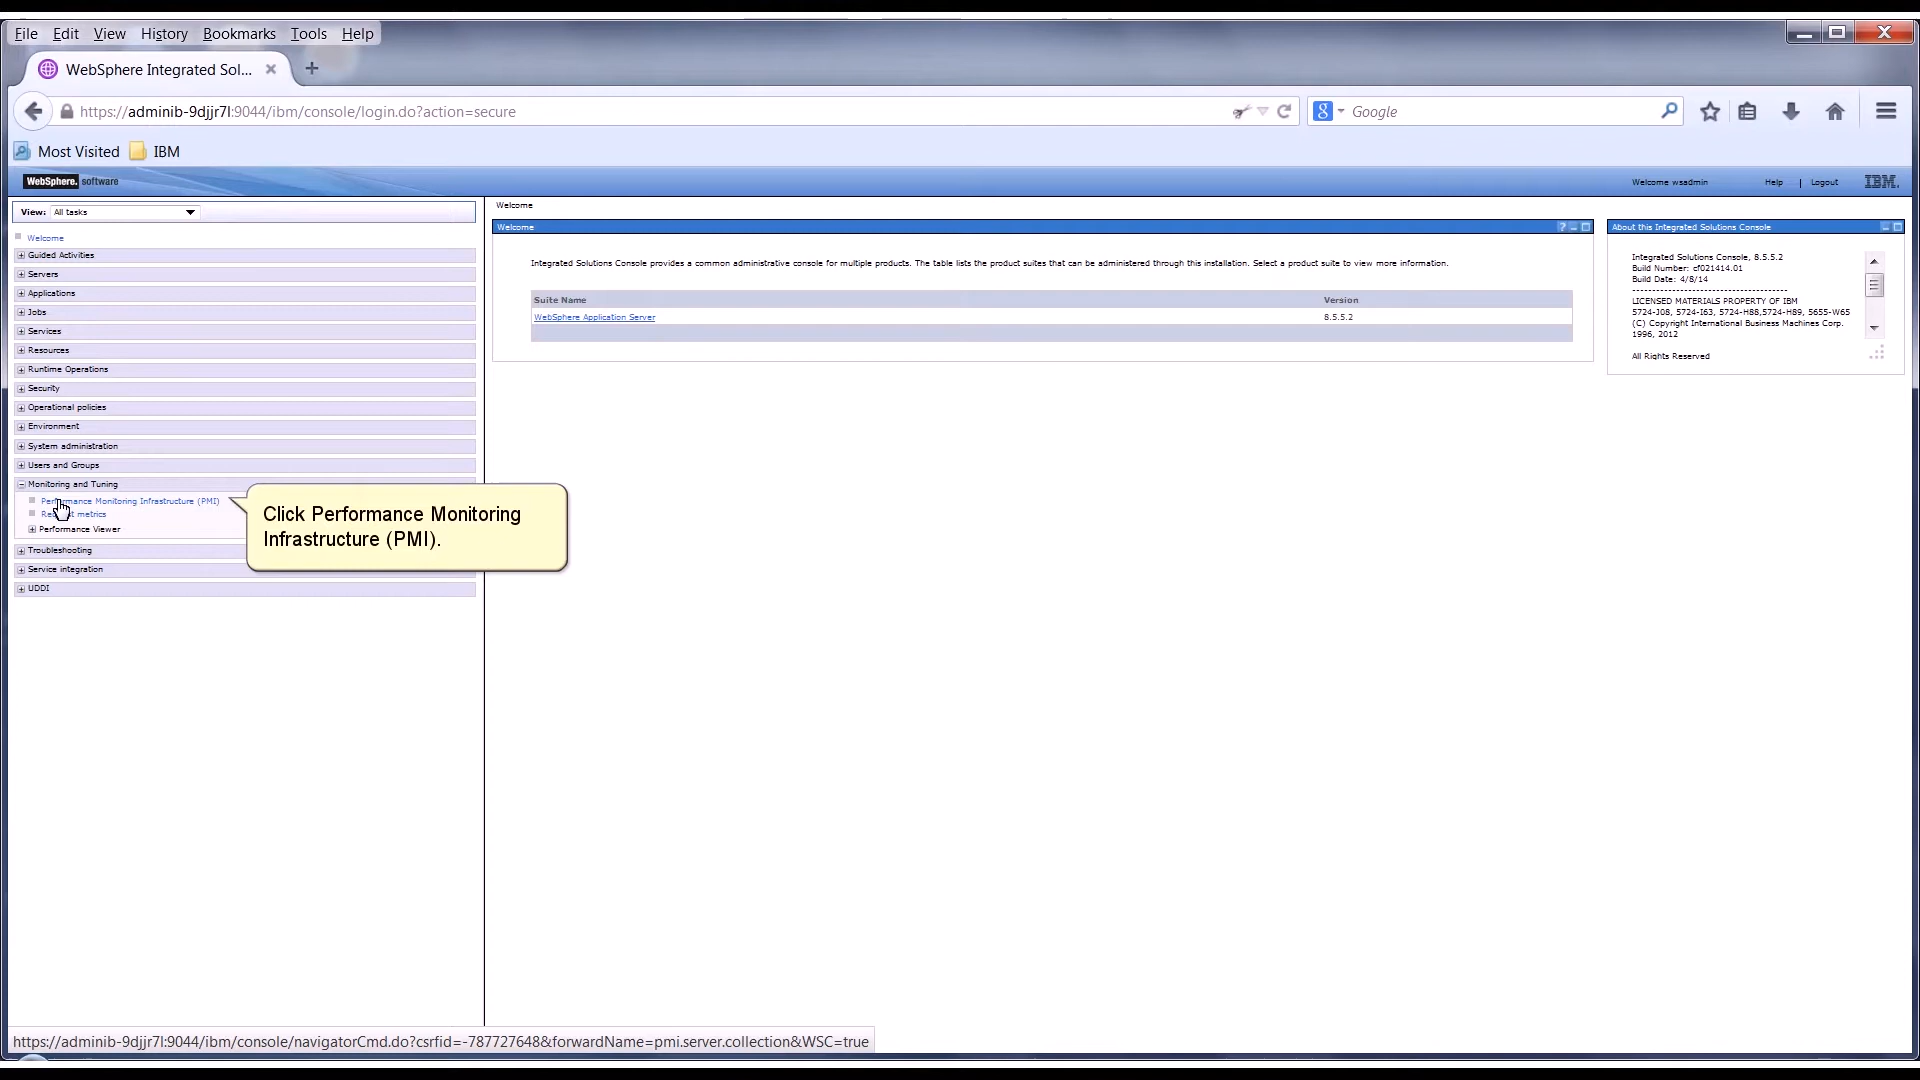 File Edit View History Bookmarks Tools Help
WebSphere Integrated Sol...
https://adminib-9djjr7l:9044/ibm/console/login.do?action=secure
Google
Most Visited IBM
WebSphere. software
Welcome wsadmin Help | Logout IBM.
View: All tasks
Welcome
Guided Activities
Servers
Applications
Jobs
Services
Resources
Runtime Operations
Security
Operational policies
Environment
System administration
Users and Groups
Monitoring and Tuning
Performance Monitoring Infrastructure (PMI)
metrics
Performance Viewer
Troubleshooting
Service integration
UDDI
Click Performance Monitoring
Infrastructure (PMI).
Welcome
Welcome
Integrated Solutions Console provides a common administrative console for multiple products. The table lists the product suites that can be administered through this installation. Select a product suite to view more information.
Suite Name Version
WebSphere Application Server 8.5.5.2
About this Integrated Solutions Console
Integrated Solutions Console, 8.5.5.2
Build Number: cf021414.01
Build Date: 4/8/14
------------------------------------
LICENSED MATERIALS PROPERTY OF IBM
5724-J08, 5724-I63, 5724-H88,5724-H89, 5655-W65
(C) Copyright International Business Machines Corp.
1996, 2012
All Rights Reserved
https://adminib-9djjr7l:9044/ibm/console/navigatorCmd.do?csrfid=-787727648&forwardName=pmi.server.collection&WSC=true